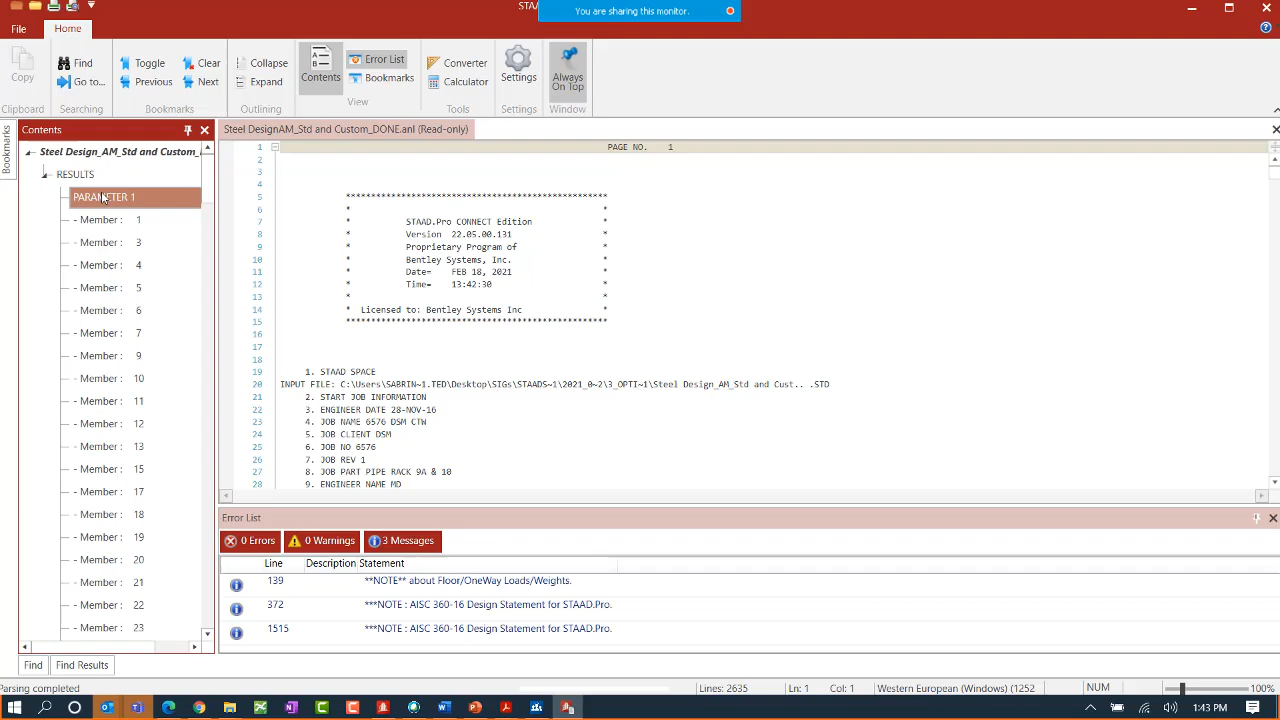 STAA
You are sharing this monitor.
File
Home
Copy
Clipboard
Find
Go to...
Searching
Toggle
Clear
Previous
Next
Bookmarks
Collapse
Expand
Outlining
Contents
Error List
Bookmarks
View
Converter
Calculator
Tools
Settings
Settings
Always On Top
Window
Bookmarks
Contents
Steel Design_AM_Std and Custom_
RESULTS
PARAMETER 1
- Member : 1
- Member : 3
- Member : 4
- Member : 5
- Member : 6
- Member : 7
- Member : 9
- Member : 10
- Member : 11
- Member : 12
- Member : 13
- Member : 15
- Member : 17
- Member : 18
- Member : 19
- Member : 20
- Member : 21
- Member : 22
- Member : 23
Find
Find Results
Steel DesignAM_Std and Custom_DONE.anl (Read-only)
1 PAGE NO. 1
2
3
4
5 **************************************************
6 * *
7 * STAAD.Pro CONNECT Edition *
8 * Version 22.05.00.131 *
9 * Proprietary Program of *
10 * Bentley Systems, Inc. *
11 * Date= FEB 18, 2021 *
12 * Time= 13:42:30 *
13 * *
14 * Licensed to: Bentley Systems Inc *
15 **************************************************
16
17
18
19 1. STAAD SPACE
20 INPUT FILE: C:\Users\SABRIN~1.TED\Desktop\SIGs\STAADS~1\2021_0~2\3_OPTI~1\Steel Design_AM_Std and Cust.. .STD
21 2. START JOB INFORMATION
22 3. ENGINEER DATE 28-NOV-16
23 4. JOB NAME 6576 DSM CTW
24 5. JOB CLIENT DSM
25 6. JOB NO 6576
26 7. JOB REV 1
27 8. JOB PART PIPE RACK 9A & 10
28 9. ENGINEER NAME MD
Error List
0 Errors
0 Warnings
3 Messages
Line Description Statement
139 **NOTE** about Floor/OneWay Loads/Weights.
372 ***NOTE : AISC 360-16 Design Statement for STAAD.Pro.
1515 ***NOTE : AISC 360-16 Design Statement for STAAD.Pro.
Parsing completed
Lines: 2635
Ln: 1
Col: 1
Western European (Windows) (1252
NUM
100%
1:43 PM